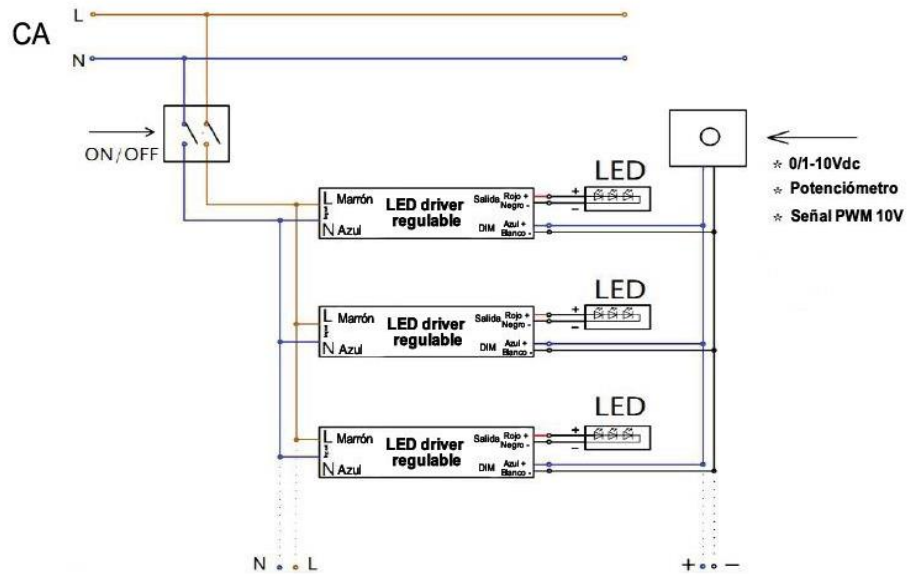 L
CA
N
ON/OFF
☆ 0/1-10Vdc
☆ Potenciómetro
☆ Señal PWM 10V
LED
L Marrón
N Azul
LED driver
regulable
Salida Rojo +
Negro -
DIM Azul +
Blanco -
+
−
LED
L Marrón
N Azul
LED driver
regulable
Salida Rojo +
Negro -
DIM Azul +
Blanco -
+
−
LED
L Marrón
N Azul
LED driver
regulable
Salida Rojo +
Negro -
DIM Azul +
Blanco -
+
−
N L
+ −